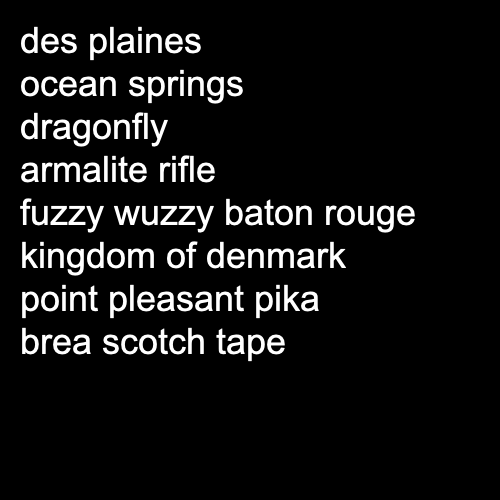 des plaines
ocean springs
dragonfly
armalite rifle
fuzzy wuzzy baton rouge
kingdom of denmark
point pleasant pika
brea scotch tape